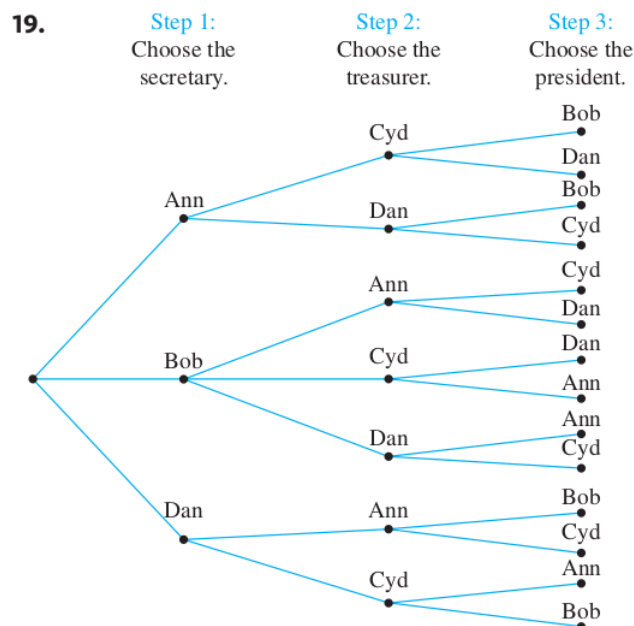 19.
Step 1:
Choose the
secretary.
Step 2:
Choose the
treasurer.
Step 3:
Choose the
president.
Ann
Cyd
Bob
Dan
Dan
Bob
Cyd
Bob
Ann
Cyd
Dan
Cyd
Dan
Ann
Dan
Ann
Cyd
Dan
Ann
Bob
Cyd
Cyd
Ann
Bob